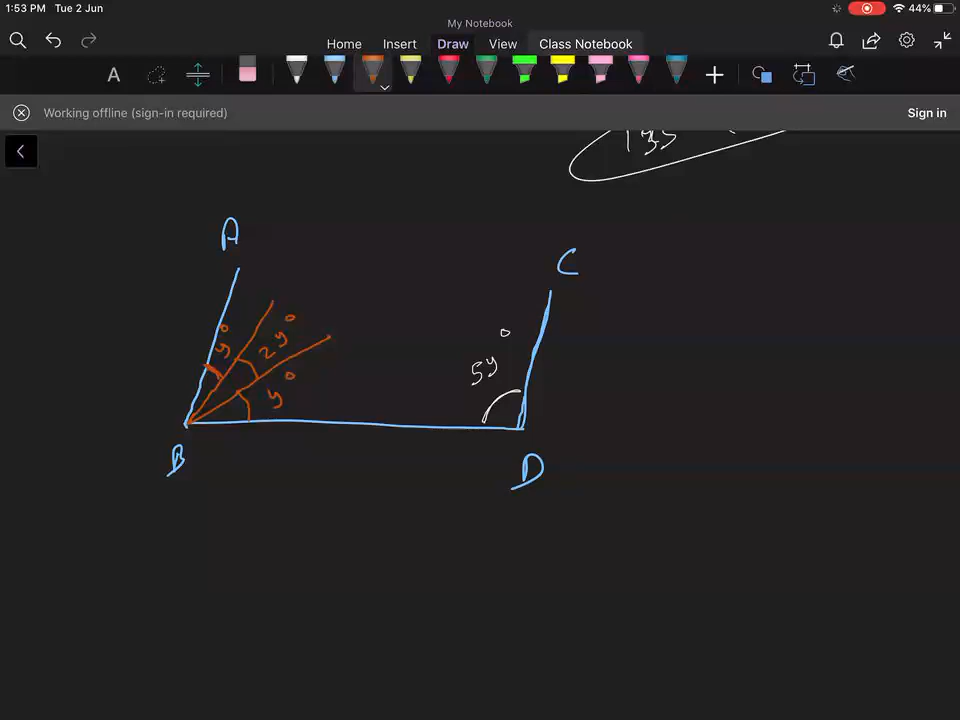 1:53 PM Tue 2 Jun
44%
My Notebook
Home Insert Draw View Class Notebook
A
Working offline (sign-in required)
Sign in
A
C
y° 2y°
y°
5y°
B
D